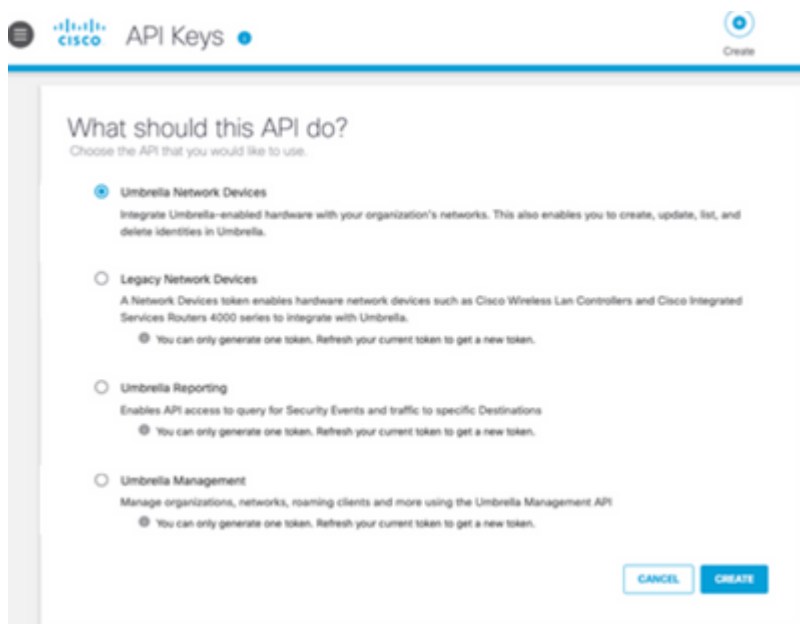 CISCO API Keys
Create
What should this API do?
Choose the API that you would like to use.
Umbrella Network Devices
Integrate Umbrella-enabled hardware with your organization's networks. This also enables you to create, update, list, and
delete identities in Umbrella.
Legacy Network Devices
A Network Devices token enables hardware network devices such as Cisco Wireless Lan Controllers and Cisco Integrated
Services Routers 4000 series to integrate with Umbrella.
You can only generate one token. Refresh your current token to get a new token.
Umbrella Reporting
Enables API access to query for Security Events and traffic to specific Destinations
You can only generate one token. Refresh your current token to get a new token.
Umbrella Management
Manage organizations, networks, roaming clients and more using the Umbrella Management API
You can only generate one token. Refresh your current token to get a new token.
CANCEL CREATE